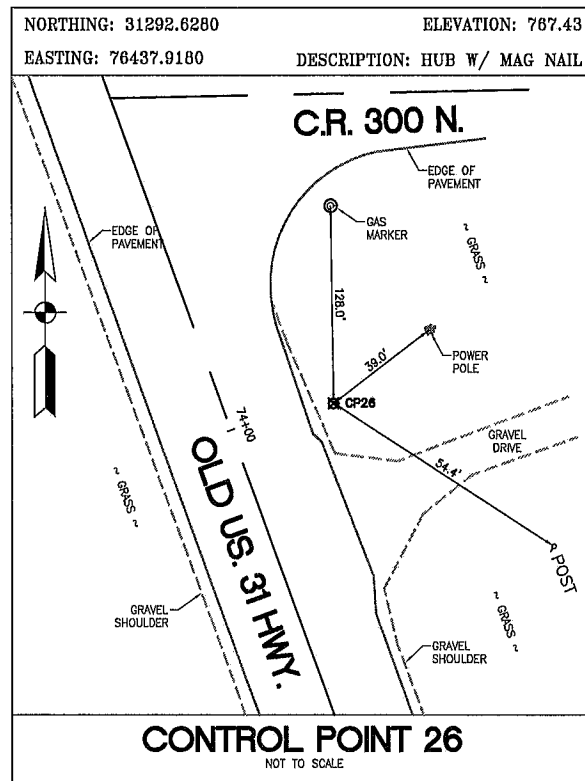 NORTHING: 31292.6280
ELEVATION: 767.43
EASTING: 76437.9180
DESCRIPTION: HUB W/ MAG NAIL
C.R. 300 N.
EDGE OF
PAVEMENT
GAS
MARKER
EDGE OF
PAVEMENT
~ GRASS ~
128.0'
39.0'
POWER
POLE
CP26
74+00
GRAVEL
DRIVE
54.4'
OLD US. 31 HWY.
~ GRASS ~
POST
GRAVEL
SHOULDER
~ GRASS ~
GRAVEL
SHOULDER
CONTROL POINT 26
NOT TO SCALE